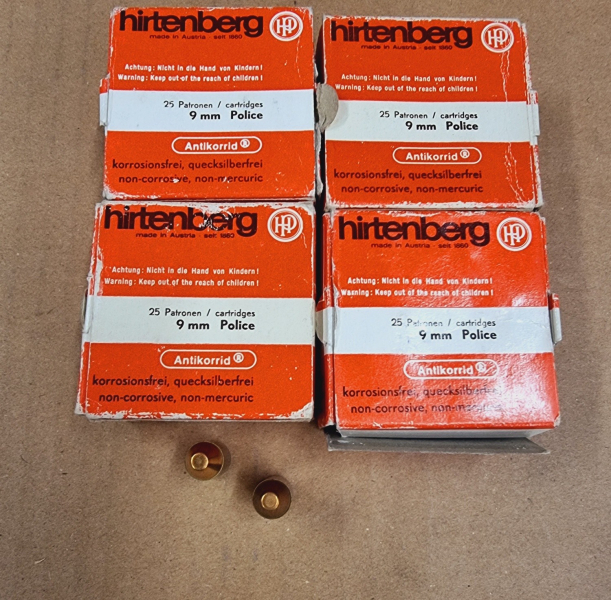 hirtenberg HP
made in Austria - seit 1860
Achtung: Nicht in die Hand von Kindern!
Warning: Keep out of the reach of children!
25 Patronen / cartridges
9 mm Police
Antikorrid®
korrosionsfrei, quecksilberfrei
non-corrosive, non-mercuric
hirtenberg HP
made in Austria - seit 1860
Achtung: Nicht in die Hand von Kindern!
Warning: Keep out of the reach of children!
25 Patronen / cartridges
9 mm Police
Antikorrid®
korrosionsfrei, quecksilberfrei
non-corrosive, non-mercuric
hirtenberg HP
made in Austria - seit 1860
Achtung: Nicht in die Hand von Kindern!
Warning: Keep out of the reach of children!
25 Patronen / cartridges
9 mm Police
Antikorrid®
korrosionsfrei, quecksilberfrei
non-corrosive, non-mercuric
hirtenberg HP
made in Austria - seit 1860
Achtung: Nicht in die Hand von Kindern!
Warning: Keep out of the reach of children!
25 Patronen / cartridges
9 mm Police
Antikorrid®
korrosionsfrei, quecksilberfrei
non-corrosive, non-mercuric